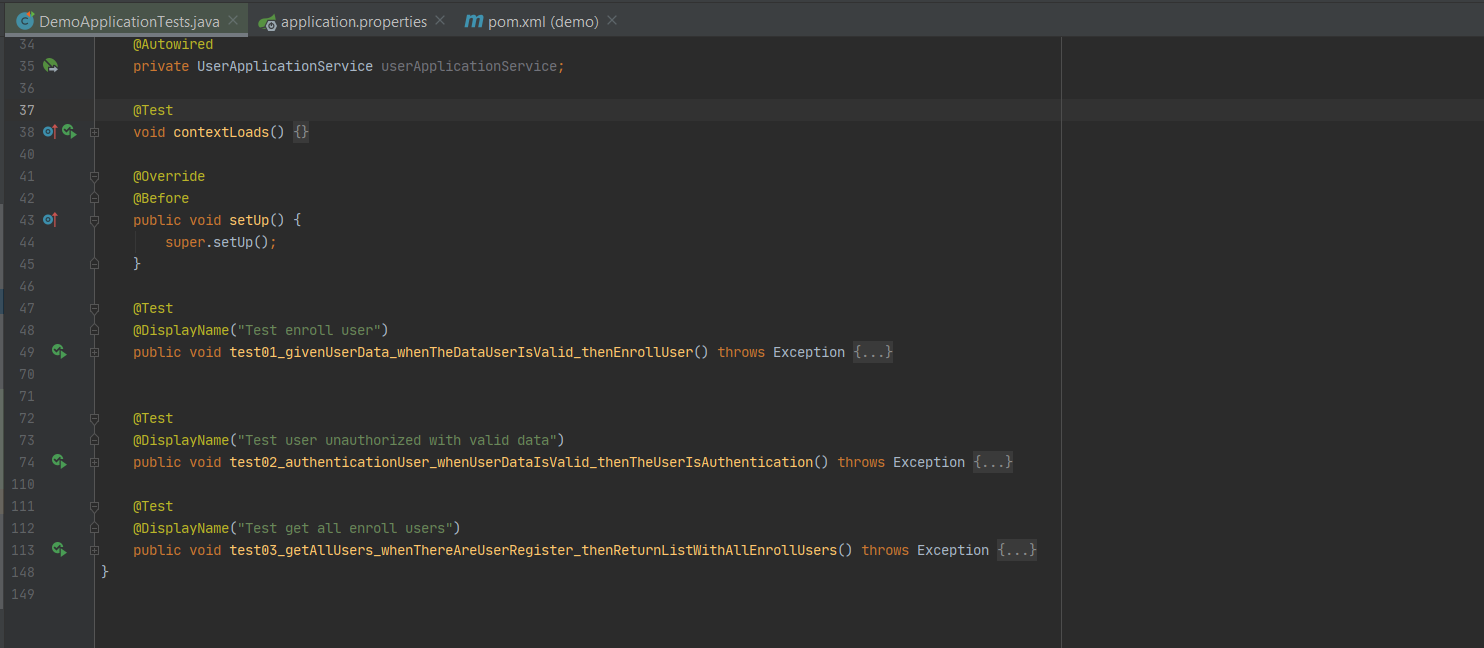 DemoApplicationTests.java application.properties pom.xml (demo)
34 @Autowired
35 private UserApplicationService userApplicationService;
36
37 @Test
38 void contextLoads() {}
40
41 @Override
42 @Before
43 public void setUp() {
44 super.setUp();
45 }
46
47 @Test
48 @DisplayName("Test enroll user")
49 public void test01_givenUserData_whenTheDataUserIsValid_thenEnrollUser() throws Exception {...}
70
71
72 @Test
73 @DisplayName("Test user unauthorized with valid data")
74 public void test02_authenticationUser_whenUserDataIsValid_thenTheUserIsAuthentication() throws Exception {...}
110
111 @Test
112 @DisplayName("Test get all enroll users")
113 public void test03_getAllUsers_whenThereAreUserRegister_thenReturnListWithAllEnrollUsers() throws Exception {...}
148 }
149